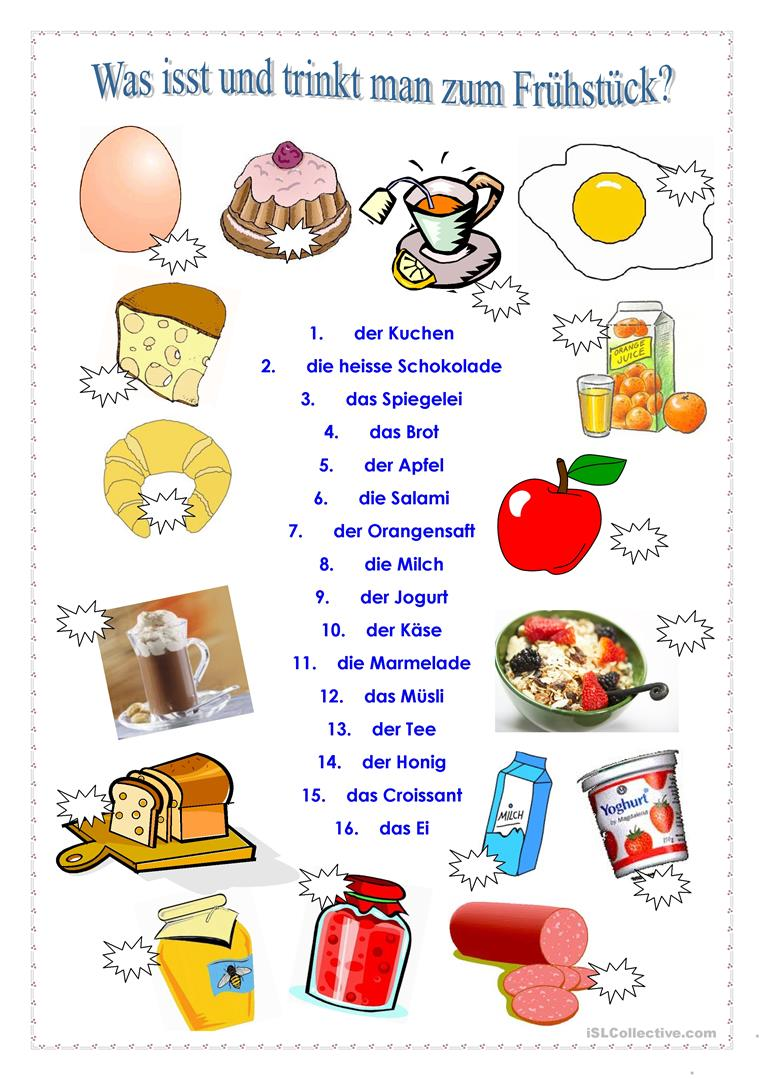 Was isst und trinkt man zum Frühstück?
1. der Kuchen
2. die heisse Schokolade
3. das Spiegelei
4. das Brot
5. der Apfel
6. die Salami
7. der Orangensaft
8. die Milch
9. der Jogurt
10. der Käse
11. die Marmelade
12. das Müsli
13. der Tee
14. der Honig
15. das Croissant
16. das Ei
ORANGE
JUICE
MILCH
Yoghurt
by Magdalena
iSLCollective.com